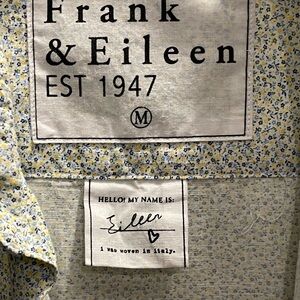 Frank
& Eileen
EST 1947
M
HELLO! MY NAME IS:
Eileen
i was woven in italy.